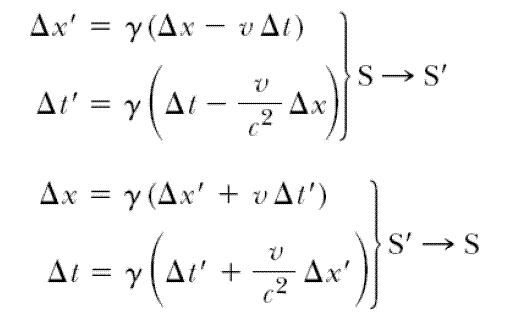 Δx′ = γ(Δx − v Δt)
Δt′ = γ(Δt − v/c² Δx) } S → S′
Δx = γ(Δx′ + v Δt′)
Δt = γ(Δt′ + v/c² Δx′) } S′ → S